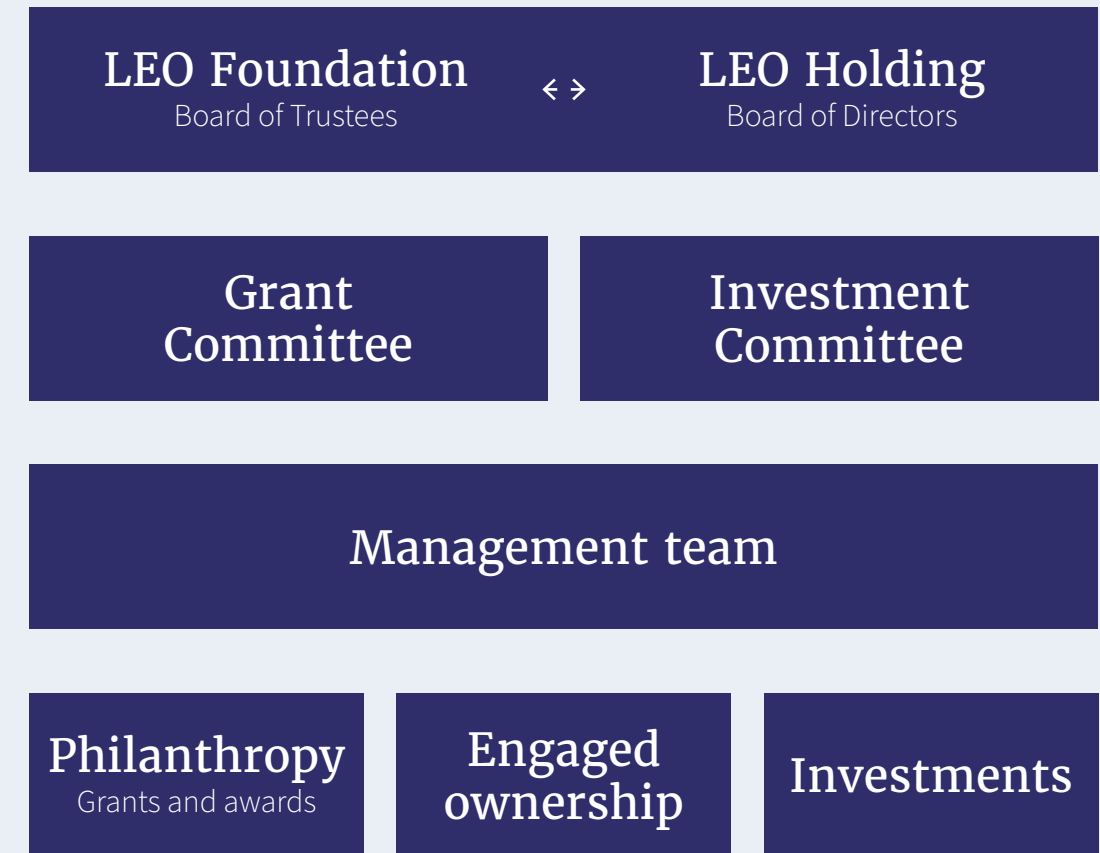 LEO Foundation
Board of Trustees
LEO Holding
Board of Directors
Grant
Committee
Investment
Committee
Management team
Philanthropy
Grants and awards
Engaged
ownership
Investments